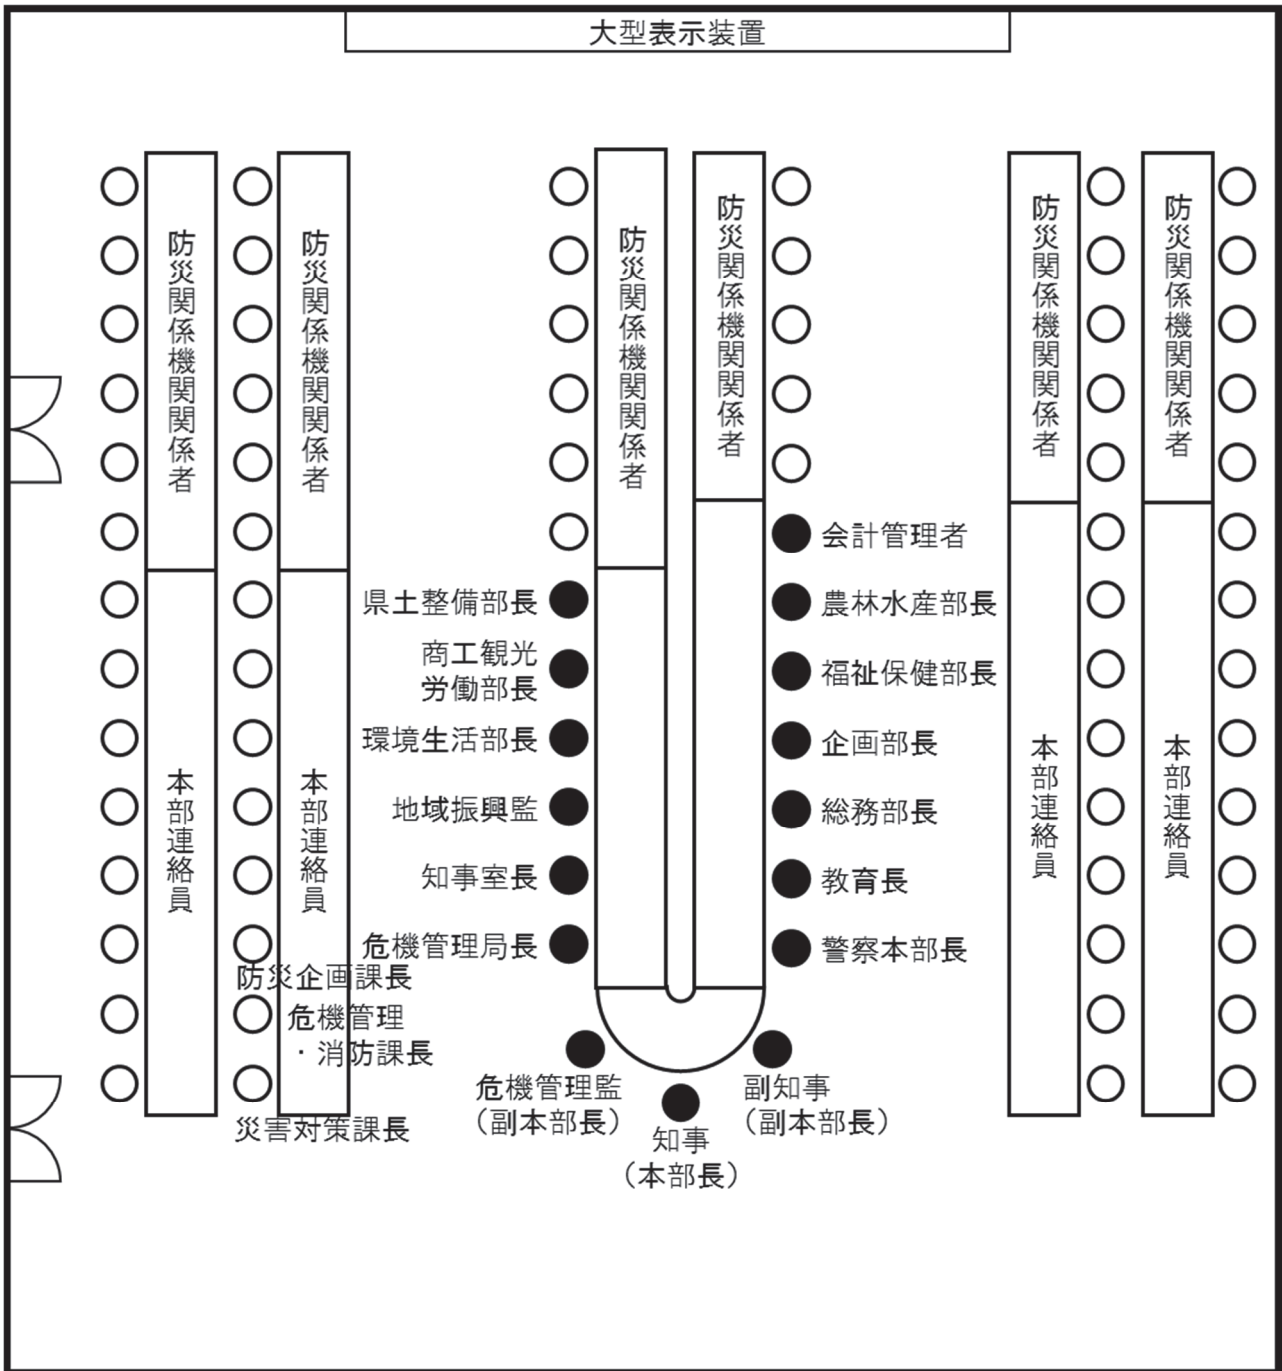 大型表示装置
防災関係機関関係者
防災関係機関関係者
防災関係機関関係者
防災関係機関関係者
防災関係機関関係者
防災関係機関関係者
会計管理者
県土整備部長
農林水産部長
商工観光
労働部長
福祉保健部長
環境生活部長
企画部長
地域振興監
総務部長
知事室長
教育長
危機管理局長
警察本部長
本部連絡員
本部連絡員
本部連絡員
本部連絡員
防災企画課長
危機管理
・消防課長
災害対策課長
危機管理監
（副本部長）
知事
（本部長）
副知事
（副本部長）